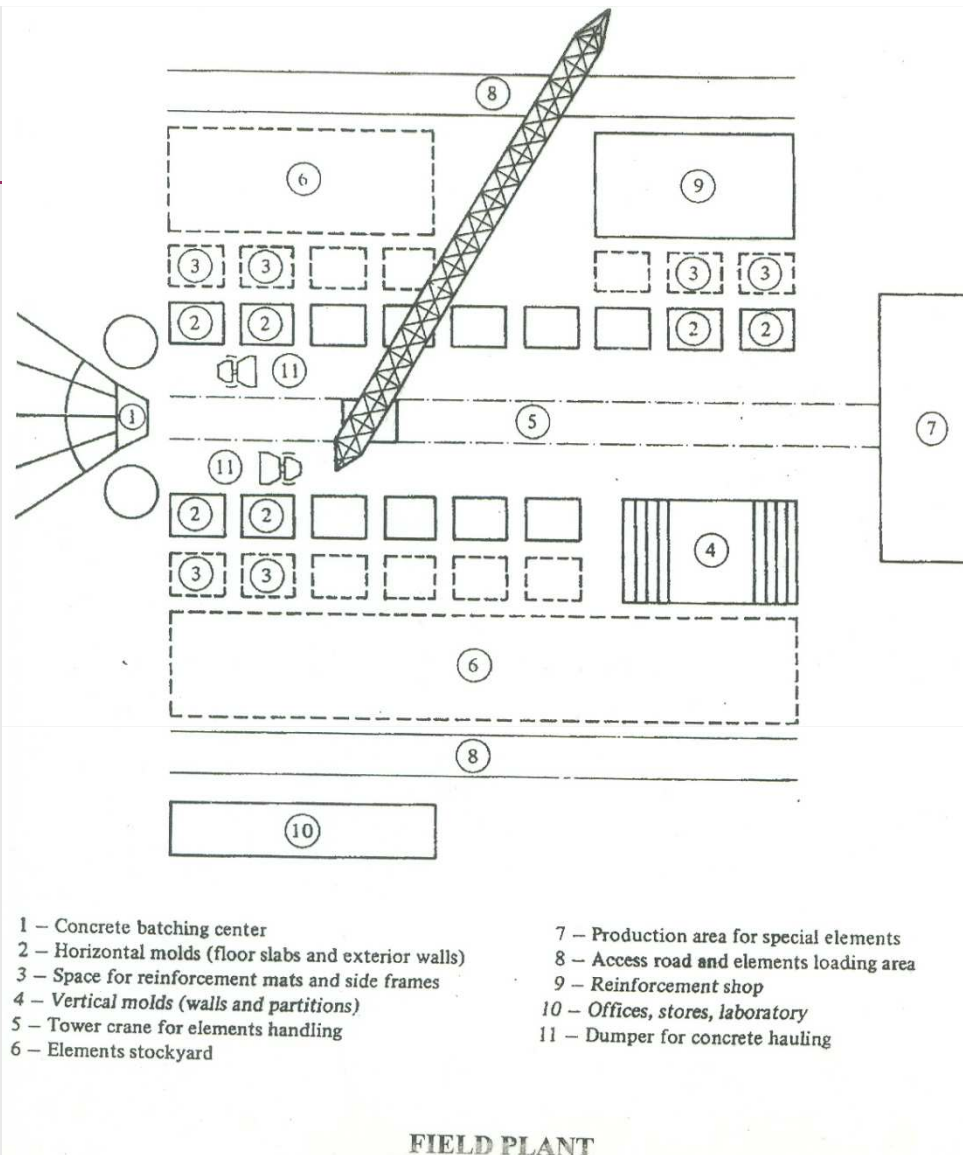 8
6
9
3 3 3 3
2 2 2 2
11
1
5
7
11
2 2
4
3 3
6
8
10
1 – Concrete batching center
2 – Horizontal molds (floor slabs and exterior walls)
3 – Space for reinforcement mats and side frames
4 – Vertical molds (walls and partitions)
5 – Tower crane for elements handling
6 – Elements stockyard
7 – Production area for special elements
8 – Access road and elements loading area
9 – Reinforcement shop
10 – Offices, stores, laboratory
11 – Dumper for concrete hauling
FIELD PLANT